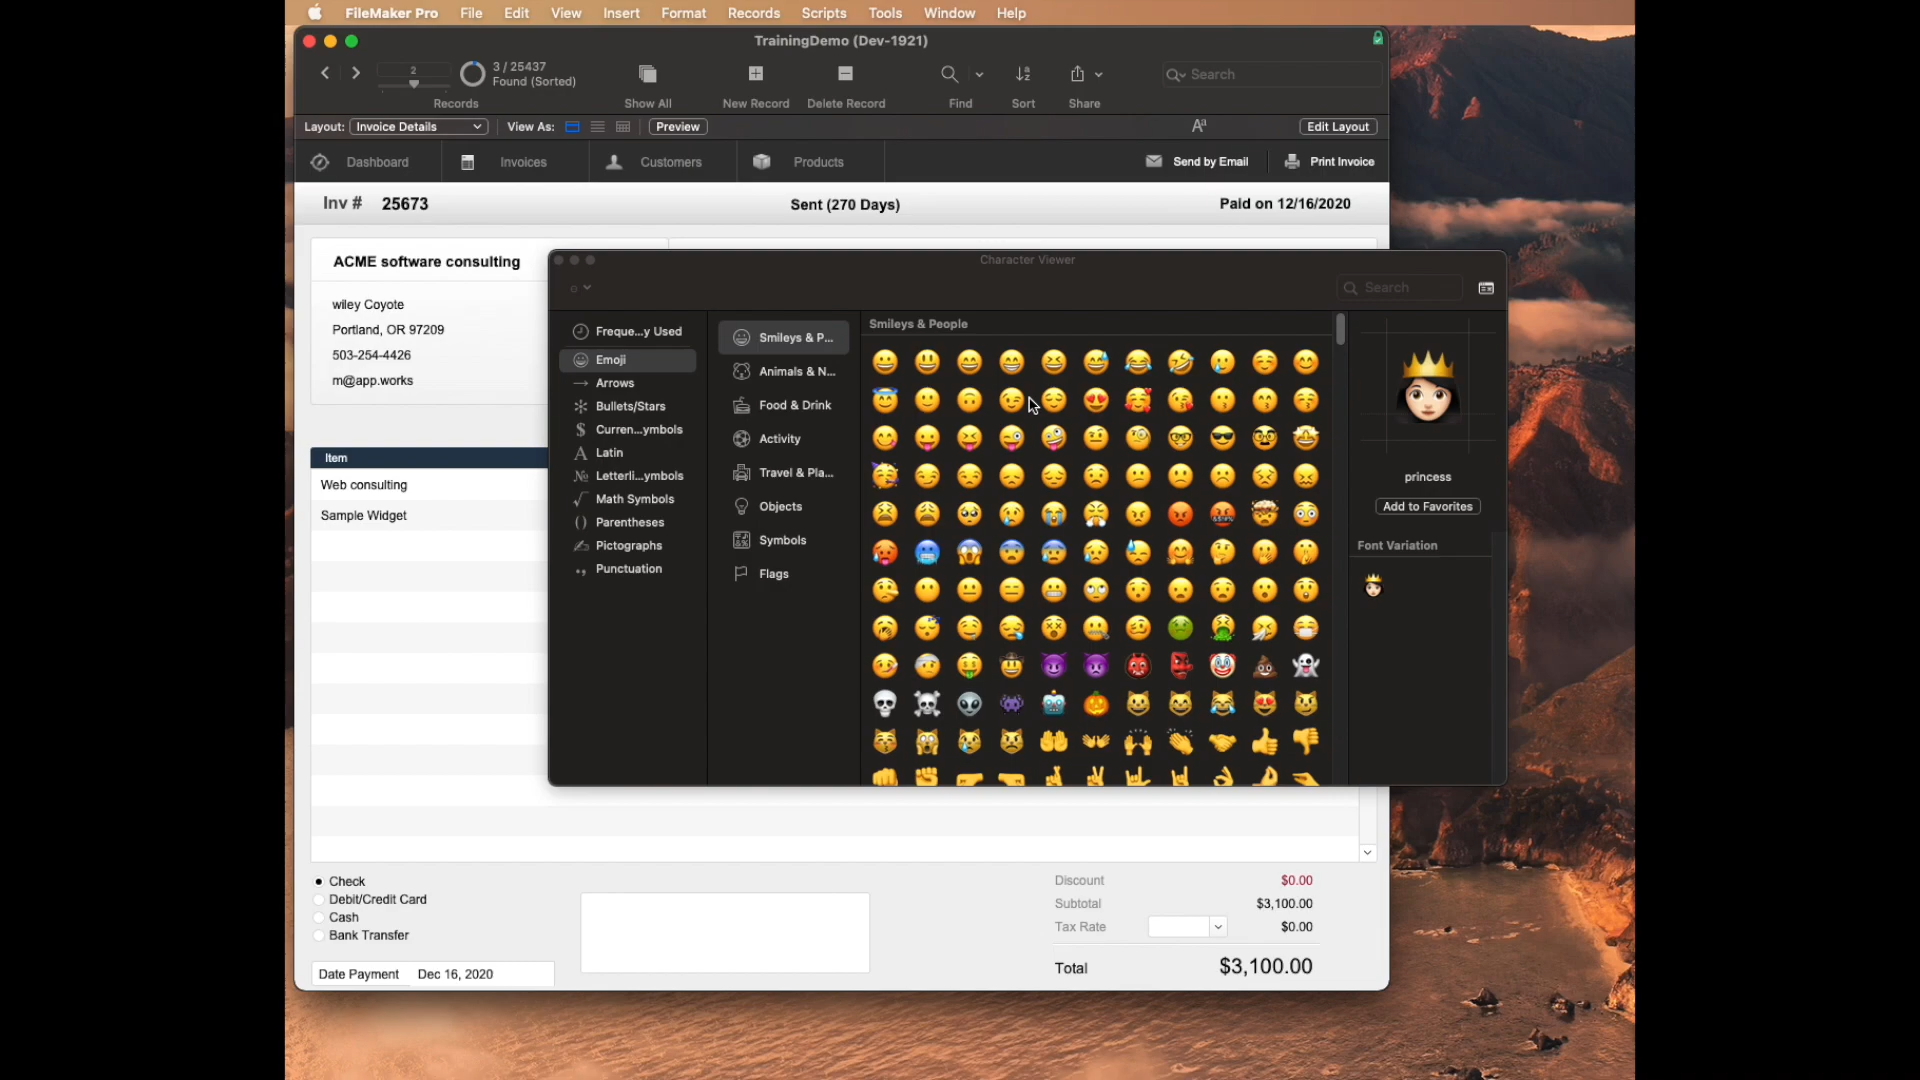 FileMaker Pro File Edit View Insert Format Records Scripts Tools Window Help
TrainingDemo (Dev-1921)
2
3 / 25437
Found (Sorted)
Search
Records Show All New Record Delete Record Find Sort Share
Layout: Invoice Details View As: Preview Aª Edit Layout
Dashboard Invoices Customers Products Send by Email Print Invoice
Inv # 25673 Sent (270 Days) Paid on 12/16/2020
ACME software consulting
wiley Coyote
Portland, OR 97209
503-254-4426
m@app.works
Item
Web consulting
Sample Widget
Character Viewer
Search
Freque...y Used
Emoji
Arrows
Bullets/Stars
Curren...ymbols
Latin
Letterli...ymbols
Math Symbols
Parentheses
Pictographs
Punctuation
Smileys & P...
Animals & N...
Food & Drink
Activity
Travel & Pla...
Objects
Symbols
Flags
Smileys & People
princess
Add to Favorites
Font Variation
Check
Debit/Credit Card
Cash
Bank Transfer
Date Payment Dec 16, 2020
Discount $0.00
Subtotal $3,100.00
Tax Rate $0.00
Total $3,100.00